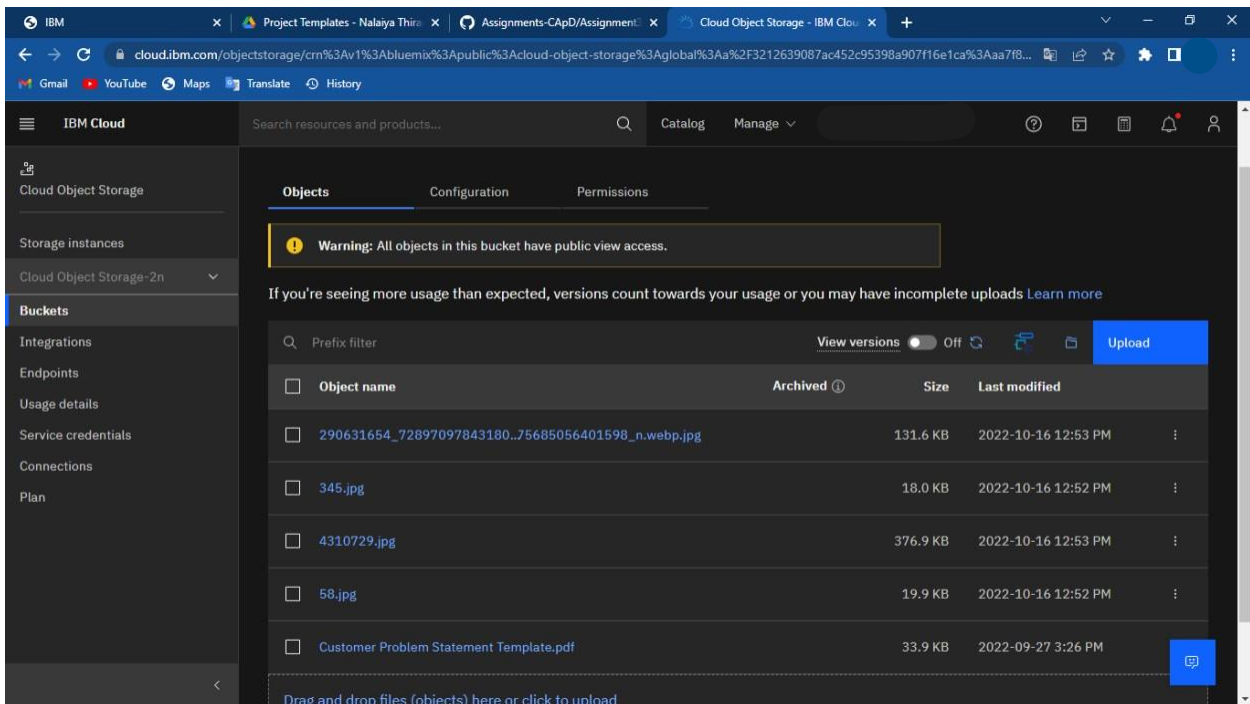 IBM
Project Templates - Nalaiya Thira
Assignments-CApD/Assignment3
Cloud Object Storage - IBM Clou
cloud.ibm.com/objectstorage/crn%3Av1%3Abluemix%3Apublic%3Acloud-object-storage%3Aglobal%3Aa%2F3212639087ac452c95398a907f16e1ca%3Aaa7f8...
Gmail YouTube Maps Translate History
IBM Cloud
Search resources and products...
Catalog
Manage
Cloud Object Storage
Storage instances
Cloud Object Storage-2n
Buckets
Integrations
Endpoints
Usage details
Service credentials
Connections
Plan
Objects Configuration Permissions
Warning: All objects in this bucket have public view access.
If you're seeing more usage than expected, versions count towards your usage or you may have incomplete uploads Learn more
Prefix filter View versions Off Upload
Object name Archived Size Last modified
290631654_72897097843180..75685056401598_n.webp.jpg 131.6 KB 2022-10-16 12:53 PM
345.jpg 18.0 KB 2022-10-16 12:52 PM
4310729.jpg 376.9 KB 2022-10-16 12:53 PM
58.jpg 19.9 KB 2022-10-16 12:52 PM
Customer Problem Statement Template.pdf 33.9 KB 2022-09-27 3:26 PM
Drag and drop files (objects) here or click to upload